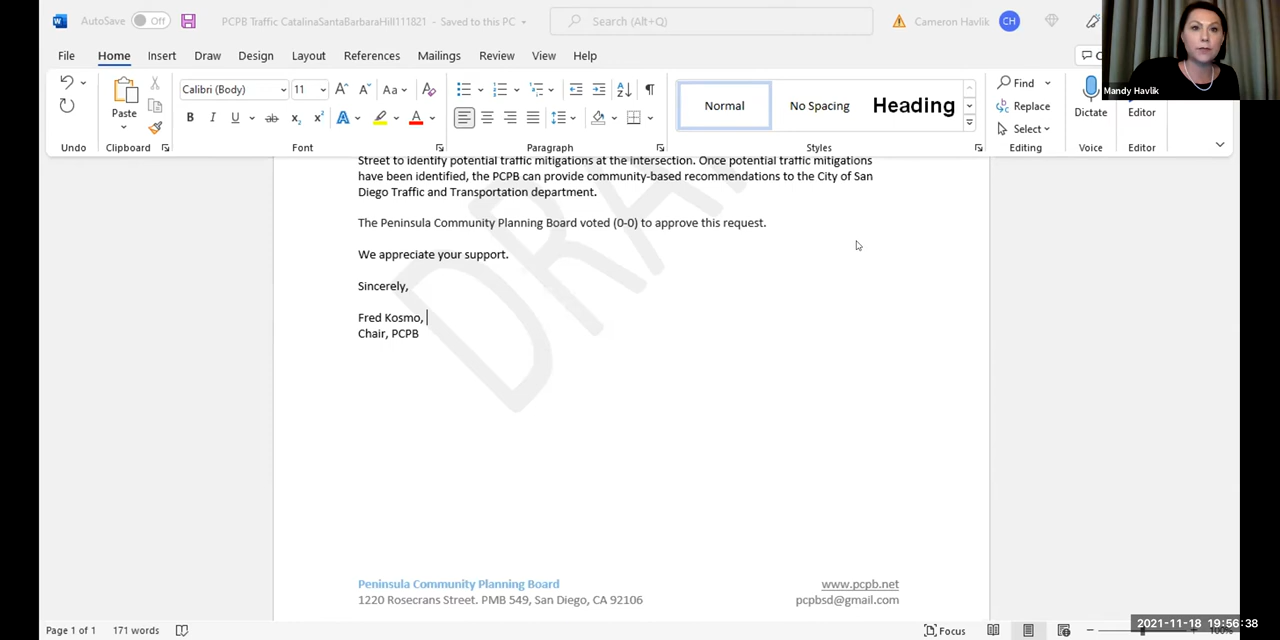 AutoSave Off PCPB Traffic CatalinaSantaBarbaraHill111821 - Saved to this PC Search (Alt+Q) Cameron Havlik CH
File Home Insert Draw Design Layout References Mailings Review View Help
Mandy Havlik
Paste Calibri (Body) 11 Aa Normal No Spacing Heading Find Replace Select Dictate Editor
Undo Clipboard Font Paragraph Styles Editing Voice Editor
Street to identify potential traffic mitigations at the intersection. Once potential traffic mitigations
have been identified, the PCPB can provide community-based recommendations to the City of San
Diego Traffic and Transportation department.
The Peninsula Community Planning Board voted (0-0) to approve this request.
We appreciate your support.
Sincerely,
Fred Kosmo,
Chair, PCPB
DRA
Peninsula Community Planning Board www.pcpb.net
1220 Rosecrans Street. PMB 549, San Diego, CA 92106 pcpbsd@gmail.com
Page 1 of 1 171 words Focus
2021-11-18 19:56:38